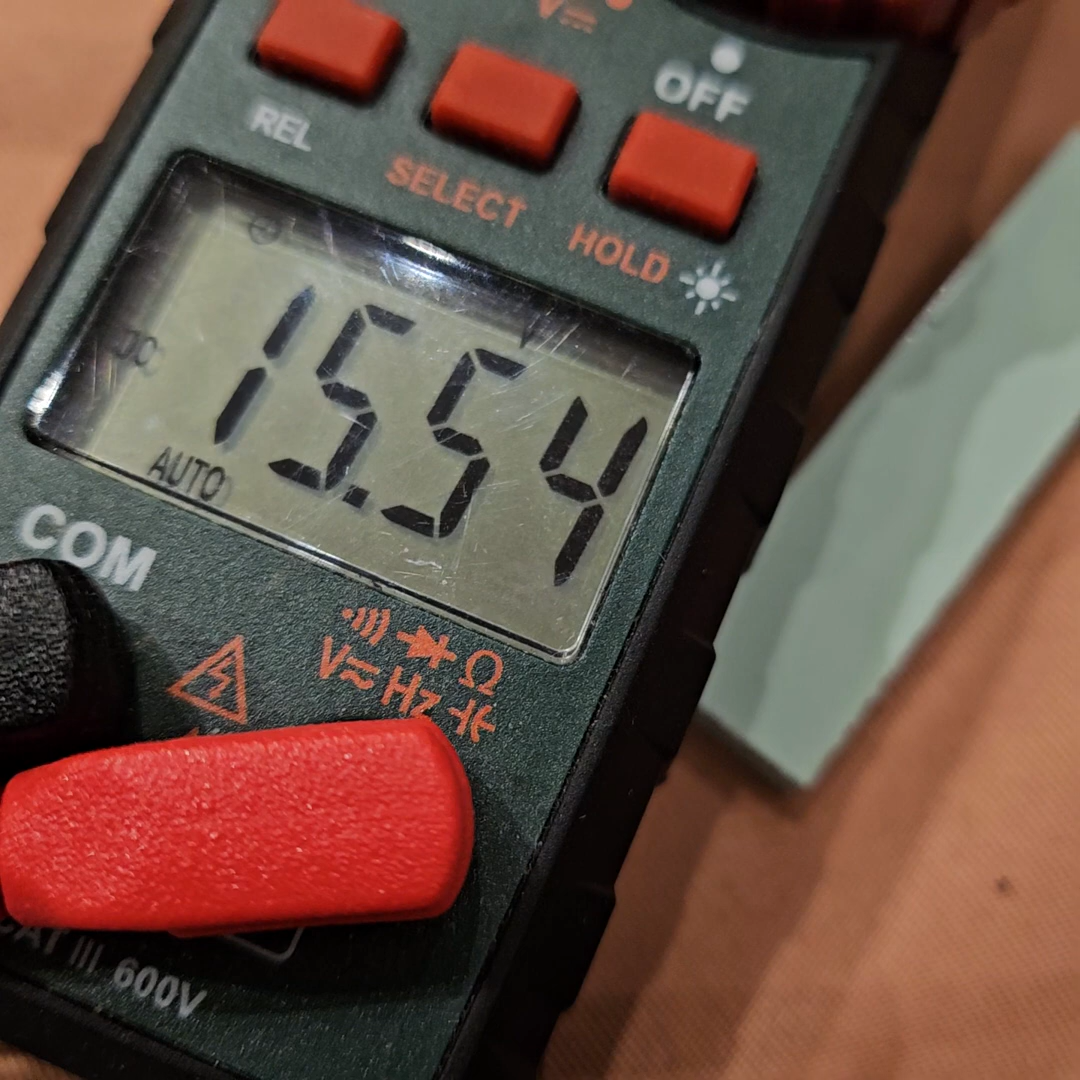 V
OFF
REL
SELECT
HOLD
V
DC
15.54
AUTO
COM
Ω
V Hz
CAT III 600V